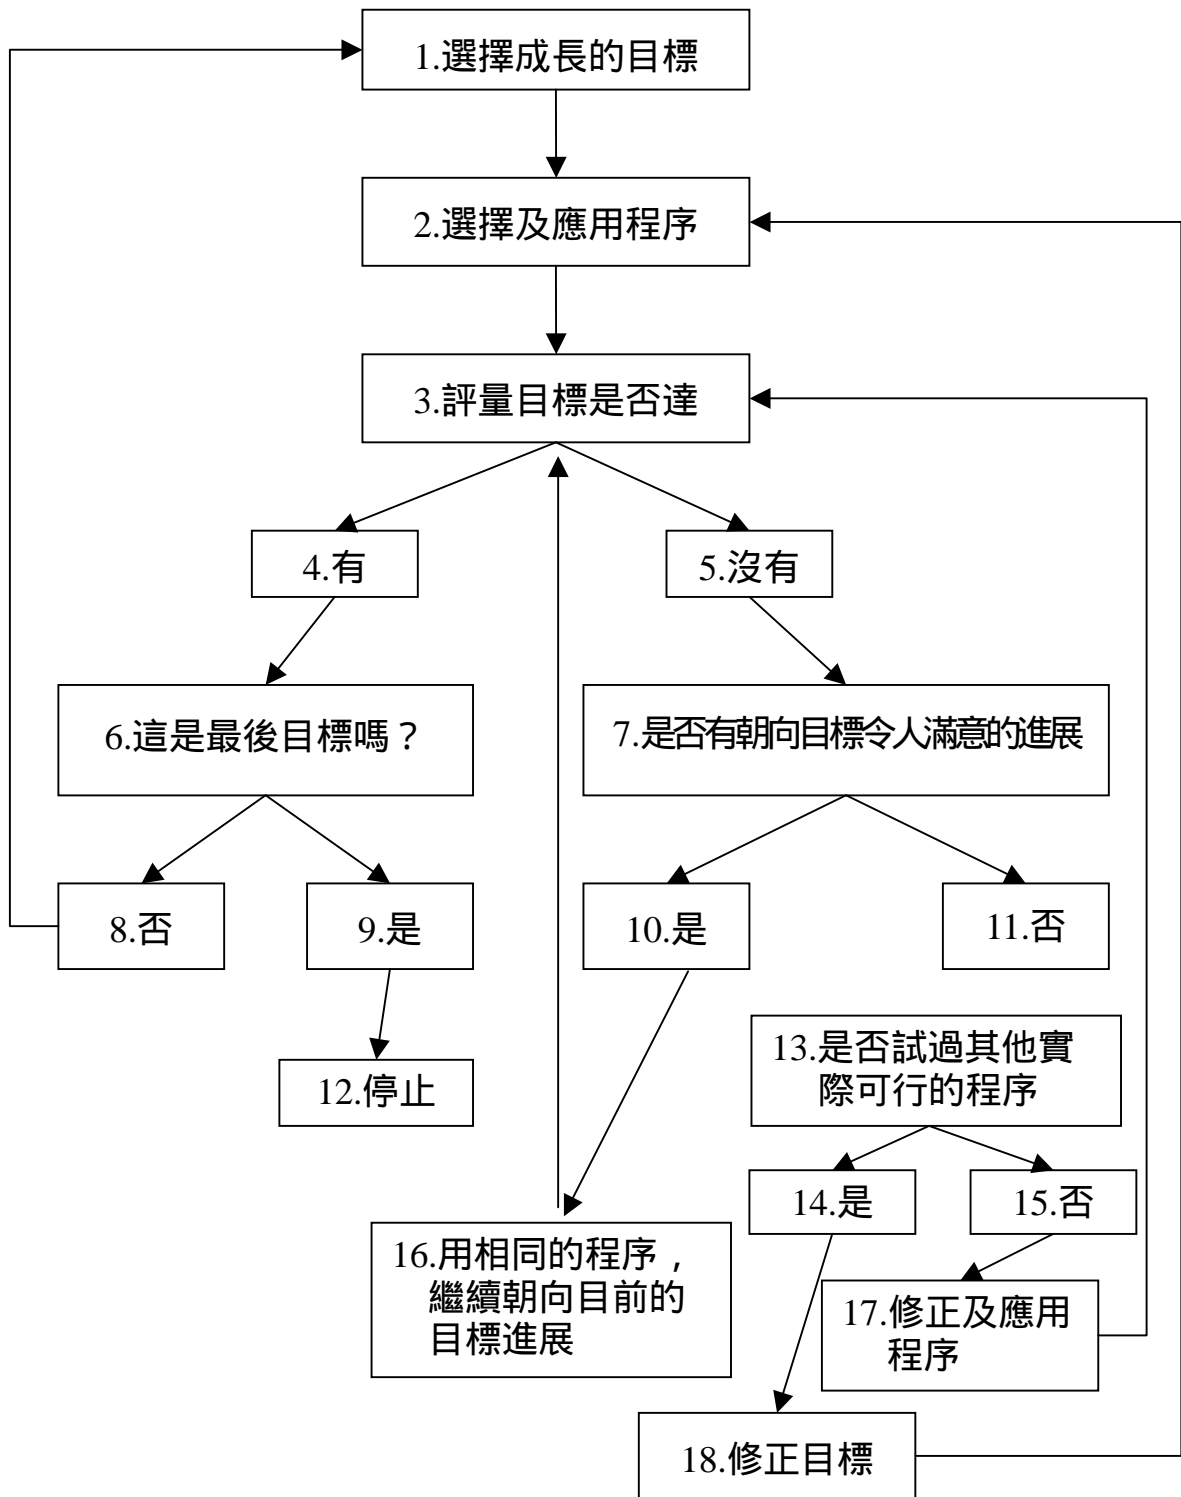 1.選擇成長的目標
2.選擇及應用程序
3.評量目標是否達
4.有
5.沒有
6.這是最後目標嗎？
7.是否有朝向目標令人滿意的進展
8.否
9.是
10.是
11.否
12.停止
13.是否試過其他實
際可行的程序
14.是
15.否
16.用相同的程序，
繼續朝向目前的
目標進展
17.修正及應用
程序
18.修正目標